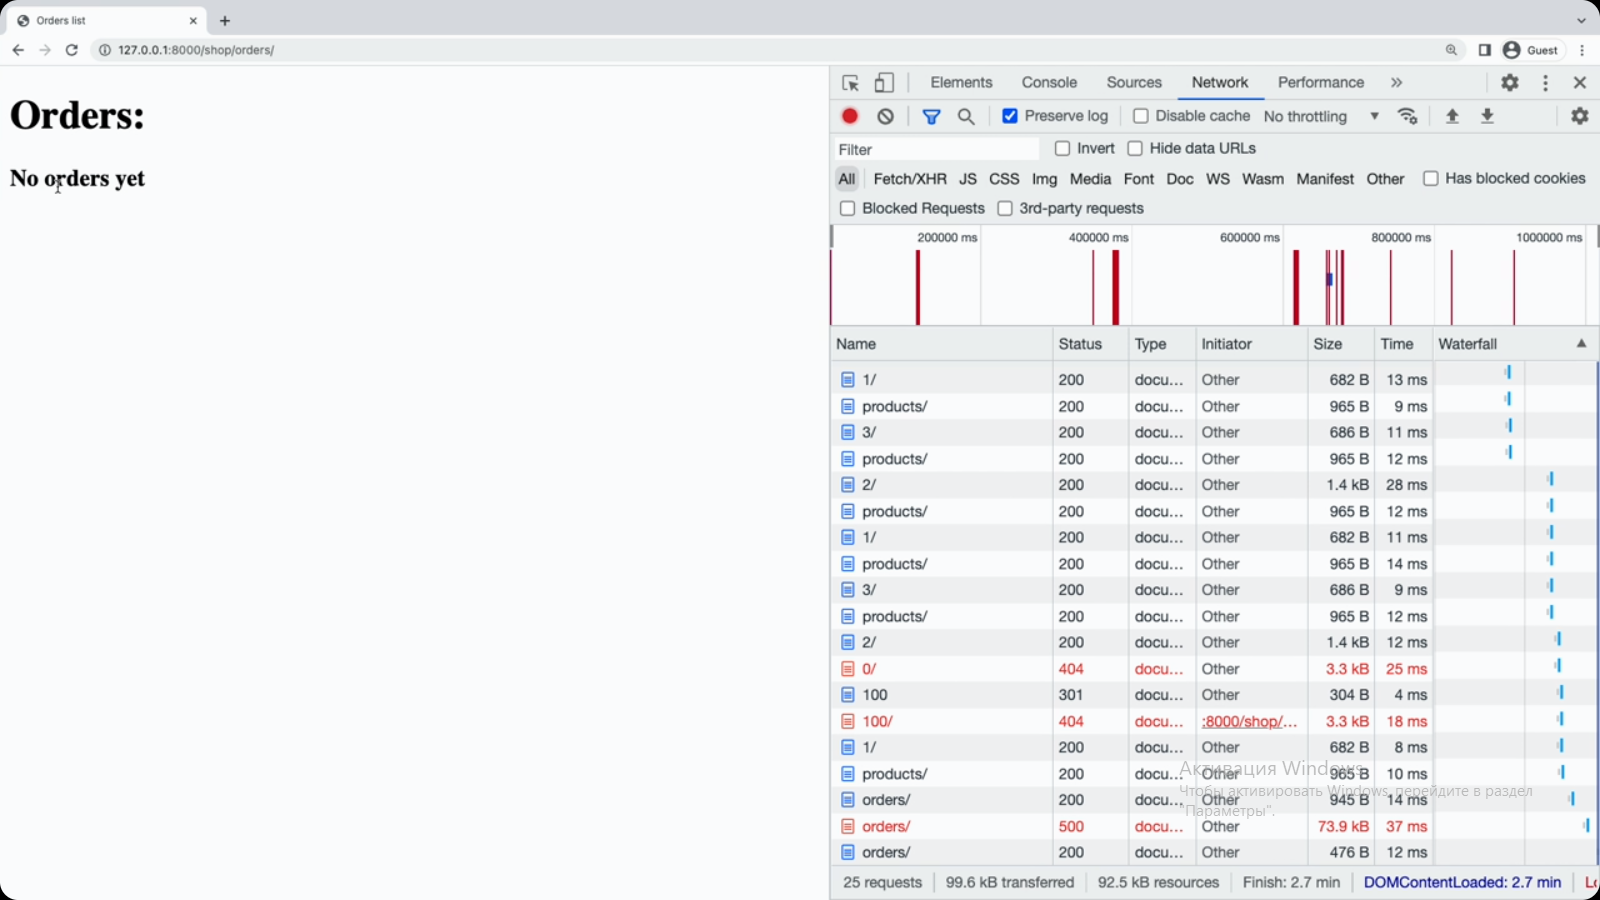 Orders list
127.0.0.1:8000/shop/orders/
Guest
Orders:
No orders yet
Elements Console Sources Network Performance
Preserve log Disable cache No throttling
Filter Invert Hide data URLs
All Fetch/XHR JS CSS Img Media Font Doc WS Wasm Manifest Other Has blocked cookies
Blocked Requests 3rd-party requests
200000 ms 400000 ms 600000 ms 800000 ms 1000000 ms
Name Status Type Initiator Size Time Waterfall
1/ 200 docu... Other 682 B 13 ms
products/ 200 docu... Other 965 B 9 ms
3/ 200 docu... Other 686 B 11 ms
products/ 200 docu... Other 965 B 12 ms
2/ 200 docu... Other 1.4 kB 28 ms
products/ 200 docu... Other 965 B 12 ms
1/ 200 docu... Other 682 B 11 ms
products/ 200 docu... Other 965 B 14 ms
3/ 200 docu... Other 686 B 9 ms
products/ 200 docu... Other 965 B 12 ms
2/ 200 docu... Other 1.4 kB 12 ms
0/ 404 docu... Other 3.3 kB 25 ms
100 301 docu... Other 304 B 4 ms
100/ 404 docu... :8000/shop/... 3.3 kB 18 ms
1/ 200 docu... Other 682 B 8 ms
products/ 200 docu... Other 965 B 10 ms
orders/ 200 docu... Other 945 B 14 ms
orders/ 500 docu... Other 73.9 kB 37 ms
orders/ 200 docu... Other 476 B 12 ms
Активация Windows
Чтобы активировать Windows, перейдите в раздел
"Параметры".
25 requests 99.6 kB transferred 92.5 kB resources Finish: 2.7 min DOMContentLoaded: 2.7 min